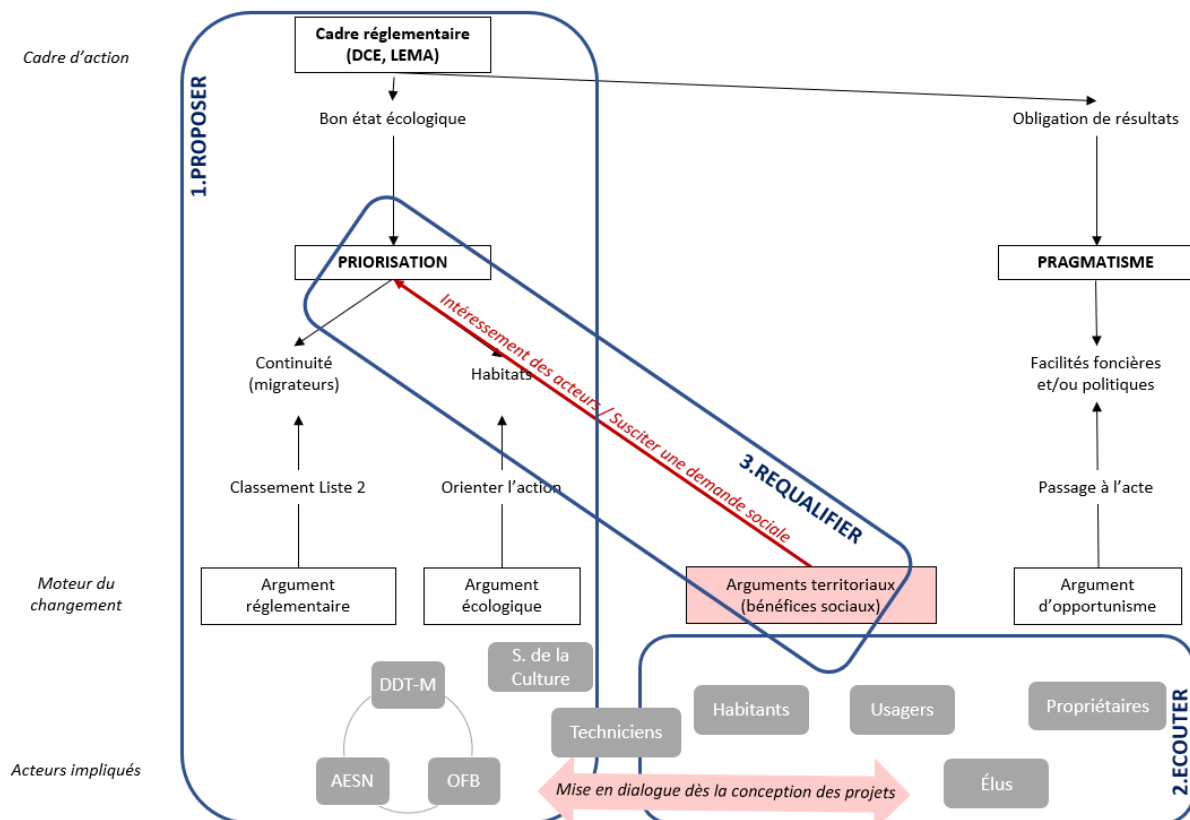 Cadre d’action
Cadre réglementaire
(DCE, LEMA)
1.PROPOSER
Bon état écologique
Obligation de résultats
PRIORISATION
PRAGMATISME
Intéressement des acteurs / Susciter une demande sociale
Continuité
(migrateurs)
Habitats
Facilités foncières
et/ou politiques
3.REQUALIFIER
Classement Liste 2
Orienter l’action
Passage à l’acte
Moteur du
changement
Argument
réglementaire
Argument
écologique
Arguments territoriaux
(bénéfices sociaux)
Argument
d’opportunisme
S. de la
Culture
DDT-M
Habitants
Usagers
Propriétaires
Techniciens
2.ECOUTER
Acteurs impliqués
AESN
OFB
Mise en dialogue dès la conception des projets
Élus